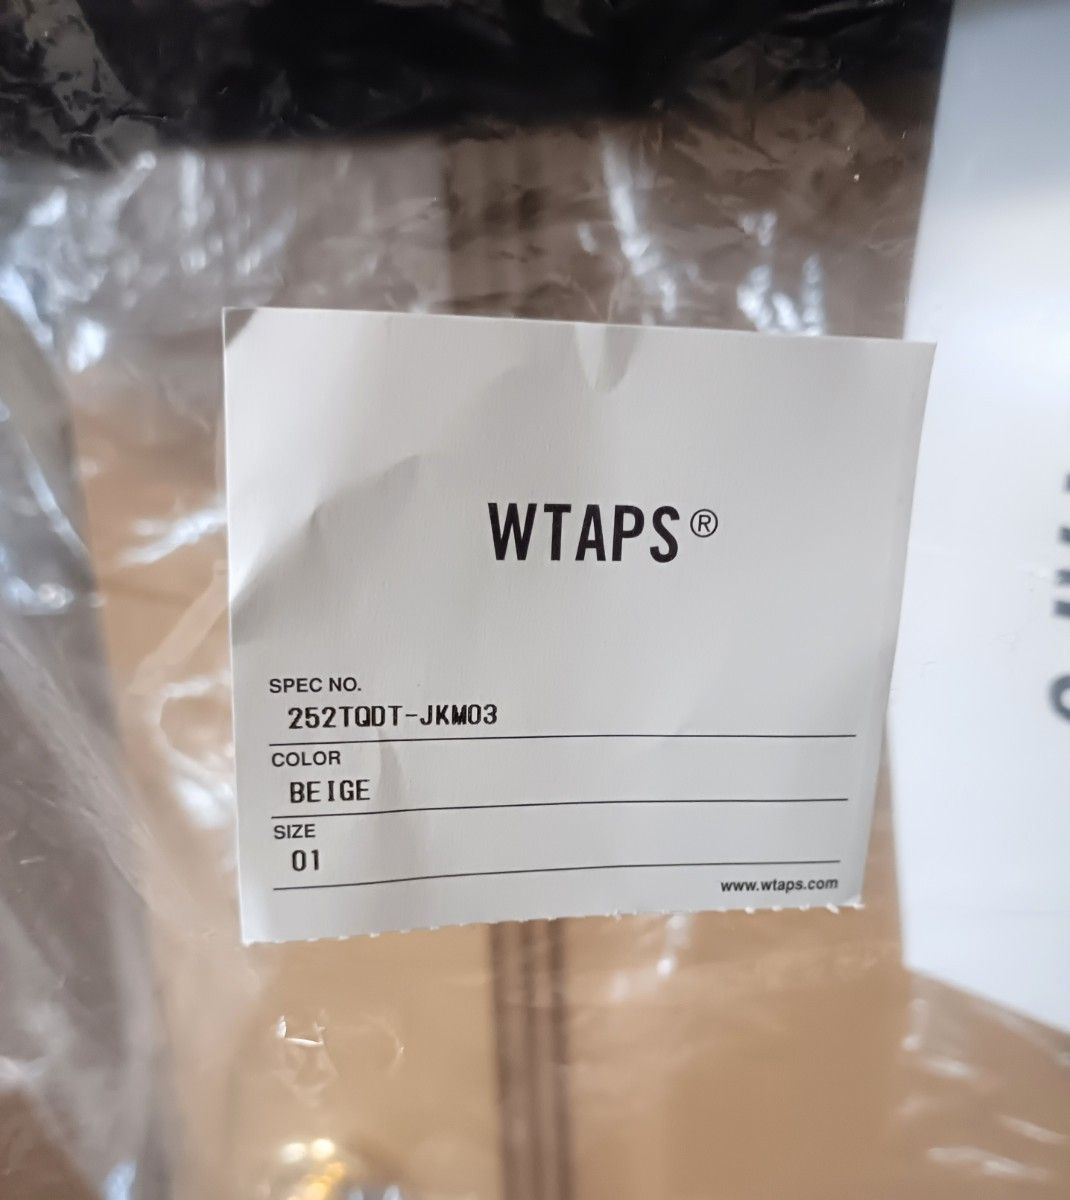 WTAPS®
SPEC NO.
252TQDT-JKM03
COLOR
BEIGE
SIZE
01
www.wtaps.com